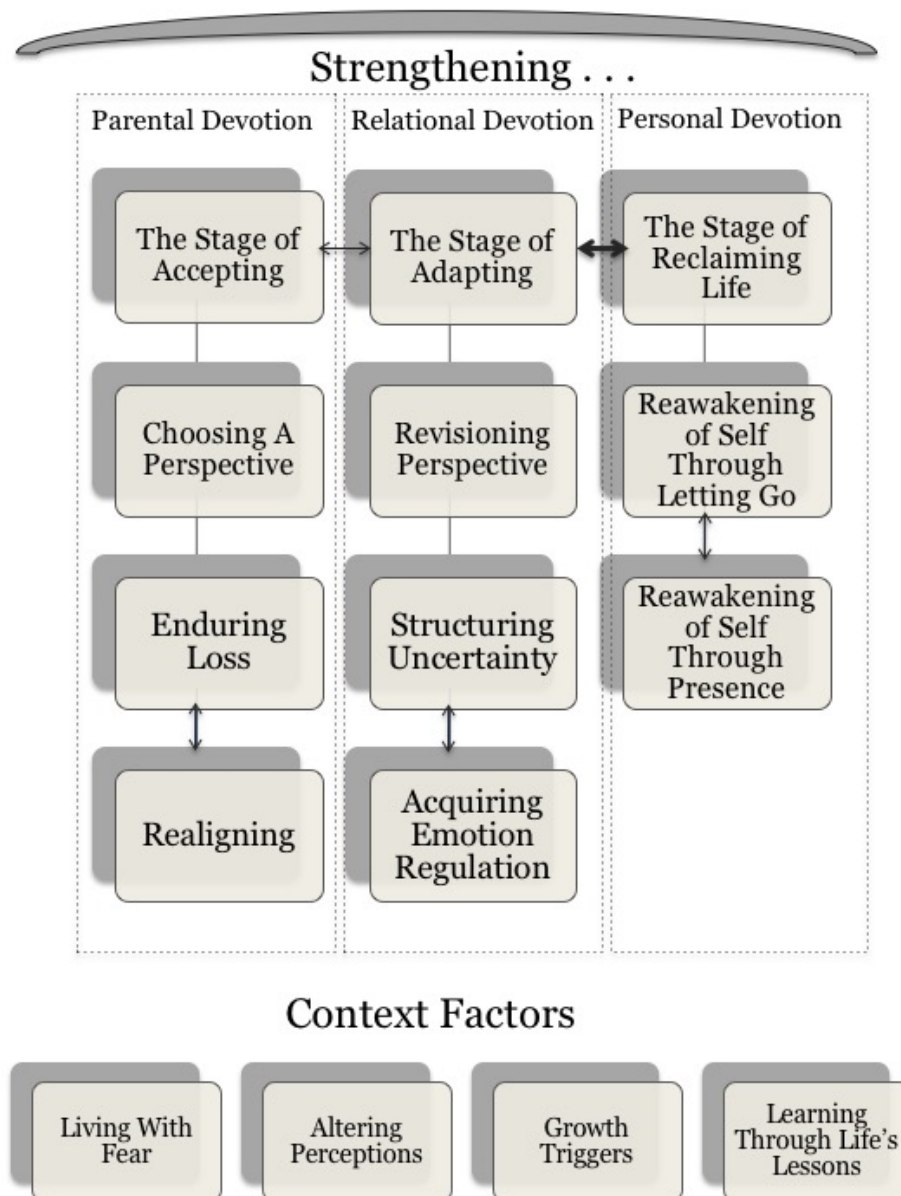 Strengthening . . .
Parental Devotion
Relational Devotion
Personal Devotion
The Stage of
Accepting
The Stage of
Adapting
The Stage of
Reclaiming
Life
Choosing A
Perspective
Revisioning
Perspective
Reawakening
of Self
Through
Letting Go
Enduring
Loss
Structuring
Uncertainty
Reawakening
of Self
Through
Presence
Realigning
Acquiring
Emotion
Regulation
Context Factors
Living With
Fear
Altering
Perceptions
Growth
Triggers
Learning
Through Life's
Lessons